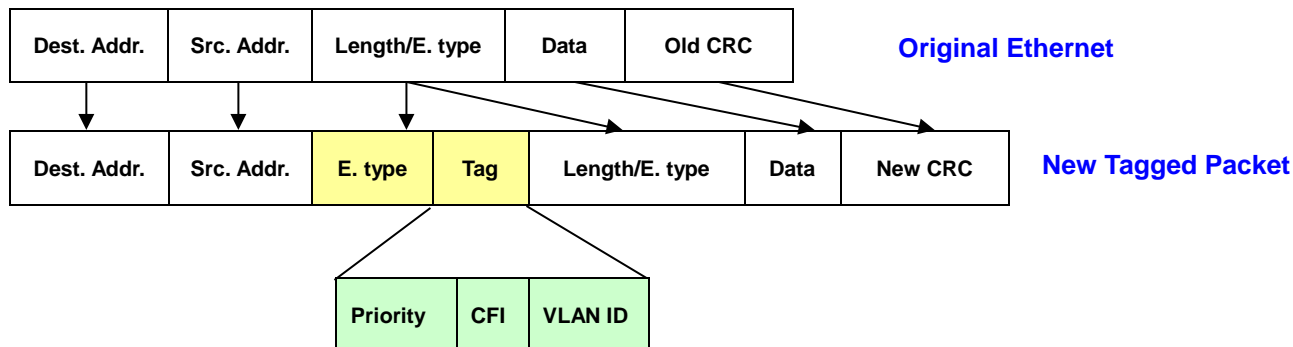 Dest. Addr. Src. Addr. Length/E. type Data Old CRC Original Ethernet
Dest. Addr. Src. Addr. E. type Tag Length/E. type Data New CRC New Tagged Packet
Priority CFI VLAN ID